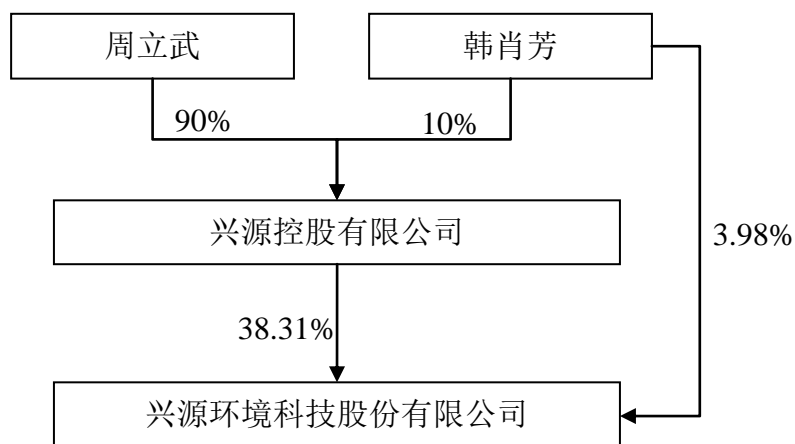 周立武
韩肖芳
90%
10%
兴源控股有限公司
3.98%
38.31%
兴源环境科技股份有限公司